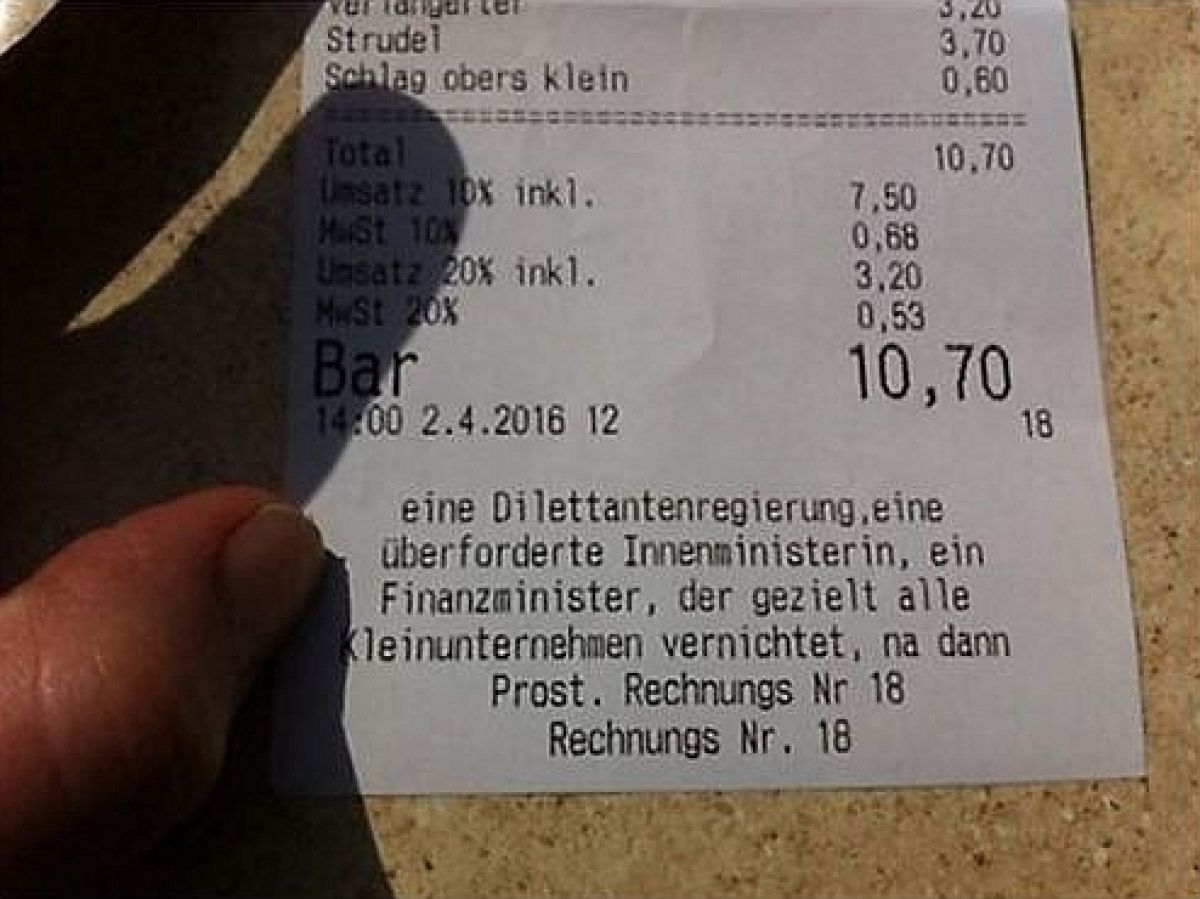 Verlängerter 3,20
Strudel 3,70
Schlag obers klein 0,60
================================================
Total 10,70
Umsatz 10% inkl. 7,50
MwSt 10% 0,68
Umsatz 20% inkl. 3,20
MwSt 20% 0,53
Bar 10,70
14:00 2.4.2016 12 18
eine Dilettantenregierung,eine
überforderte Innenministerin, ein
Finanzminister, der gezielt alle
Kleinunternehmen vernichtet, na dann
Prost. Rechnungs Nr 18
Rechnungs Nr. 18